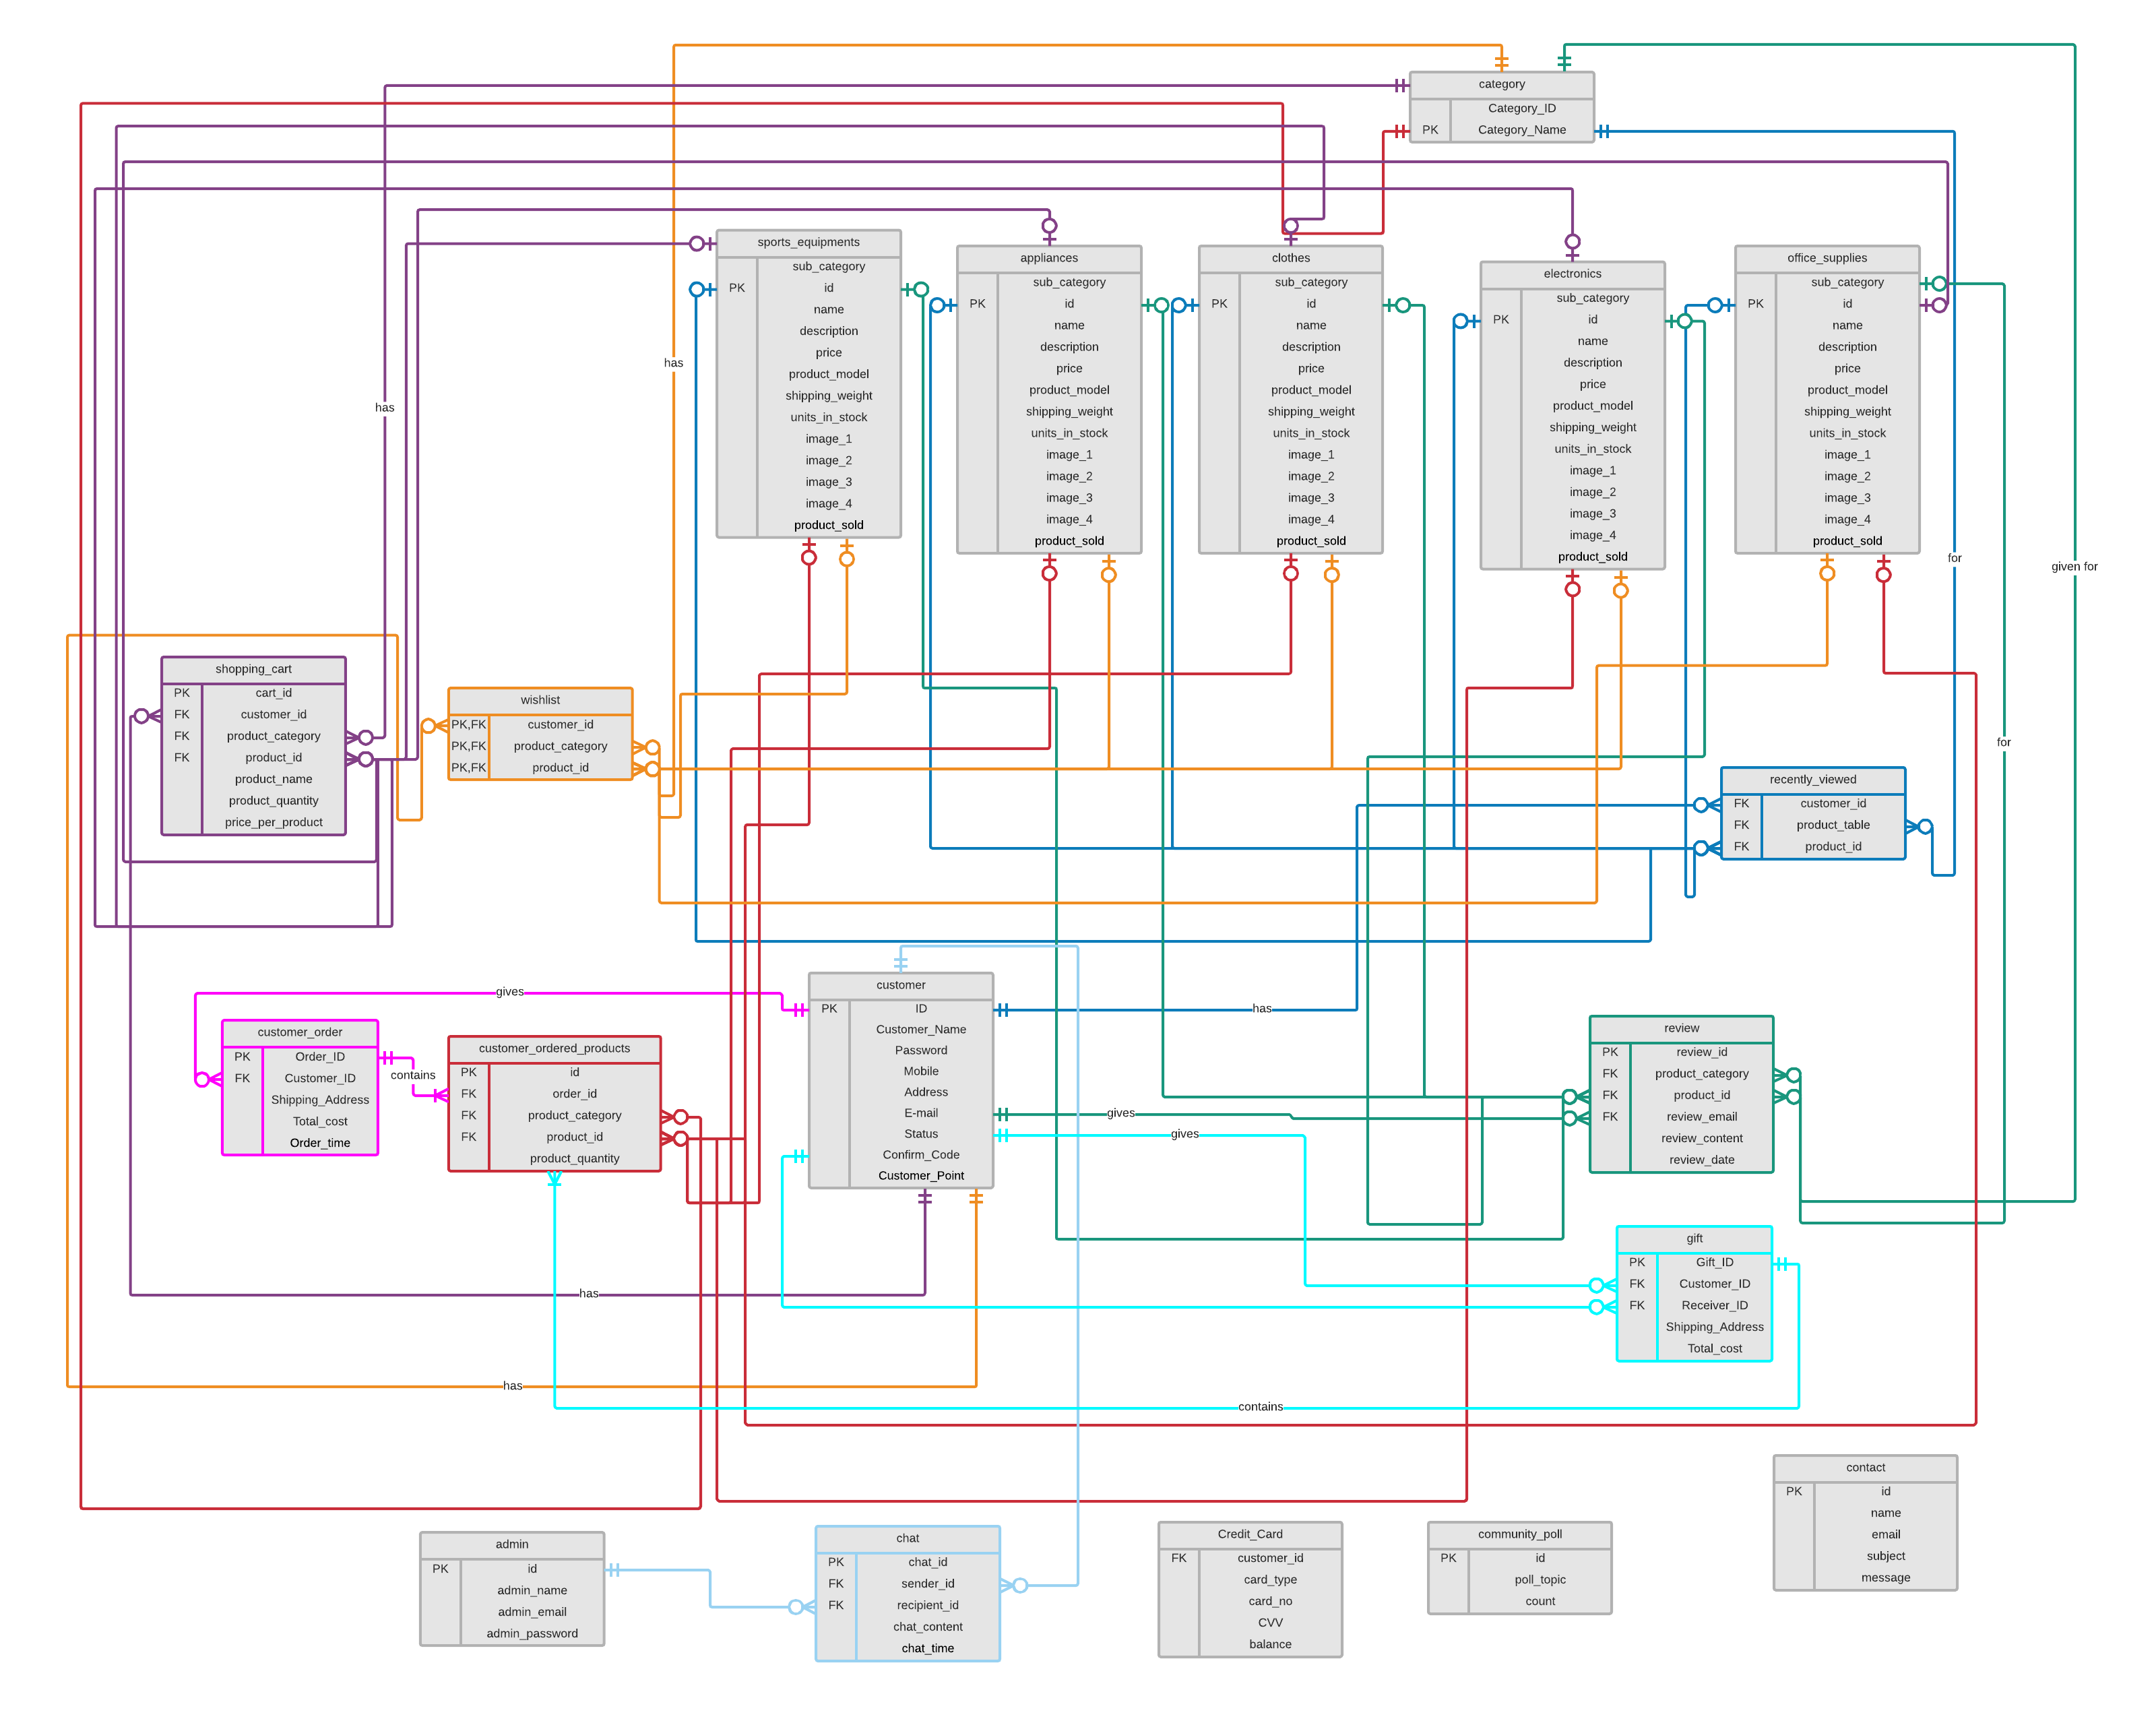 category
Category_ID
PK Category_Name
sports_equipments
sub_category
PK id
name
description
price
product_model
shipping_weight
units_in_stock
image_1
image_2
image_3
image_4
product_sold
appliances
sub_category
PK id
name
description
price
product_model
shipping_weight
units_in_stock
image_1
image_2
image_3
image_4
product_sold
clothes
sub_category
PK id
name
description
price
product_model
shipping_weight
units_in_stock
image_1
image_2
image_3
image_4
product_sold
electronics
sub_category
PK id
name
description
price
product_model
shipping_weight
units_in_stock
image_1
image_2
image_3
image_4
product_sold
office_supplies
sub_category
PK id
name
description
price
product_model
shipping_weight
units_in_stock
image_1
image_2
image_3
image_4
product_sold
has
has
for
given for
for
shopping_cart
PK cart_id
FK customer_id
FK product_category
FK product_id
product_name
product_quantity
price_per_product
wishlist
PK,FK customer_id
PK,FK product_category
PK,FK product_id
recently_viewed
FK customer_id
FK product_table
FK product_id
gives
customer_order
PK Order_ID
FK Customer_ID
Shipping_Address
Total_cost
Order_time
contains
customer_ordered_products
PK id
FK order_id
FK product_category
FK product_id
product_quantity
customer
PK ID
Customer_Name
Password
Mobile
Address
E-mail
Status
Confirm_Code
Customer_Point
has
gives
gives
review
PK review_id
FK product_category
FK product_id
FK review_email
review_content
review_date
gift
PK Gift_ID
FK Customer_ID
FK Receiver_ID
Shipping_Address
Total_cost
has
has
contains
contact
PK id
name
email
subject
message
admin
PK id
admin_name
admin_email
admin_password
chat
PK chat_id
FK sender_id
FK recipient_id
chat_content
chat_time
Credit_Card
FK customer_id
card_type
card_no
CVV
balance
community_poll
PK id
poll_topic
count